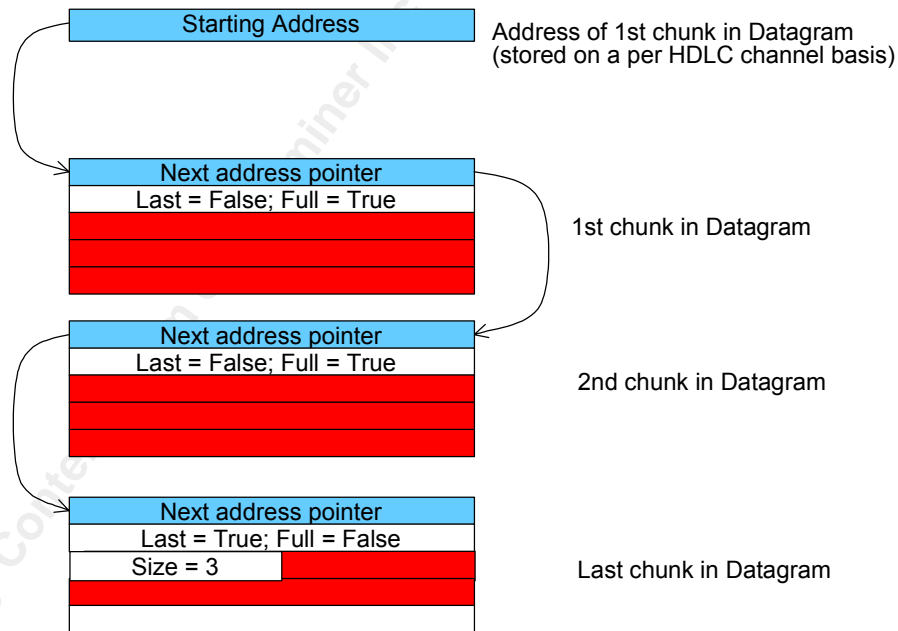 Starting Address
Address of 1st chunk in Datagram
(stored on a per HDLC channel basis)
Next address pointer
Last = False; Full = True
1st chunk in Datagram
Next address pointer
Last = False; Full = True
2nd chunk in Datagram
Next address pointer
Last = True; Full = False
Size = 3
Last chunk in Datagram